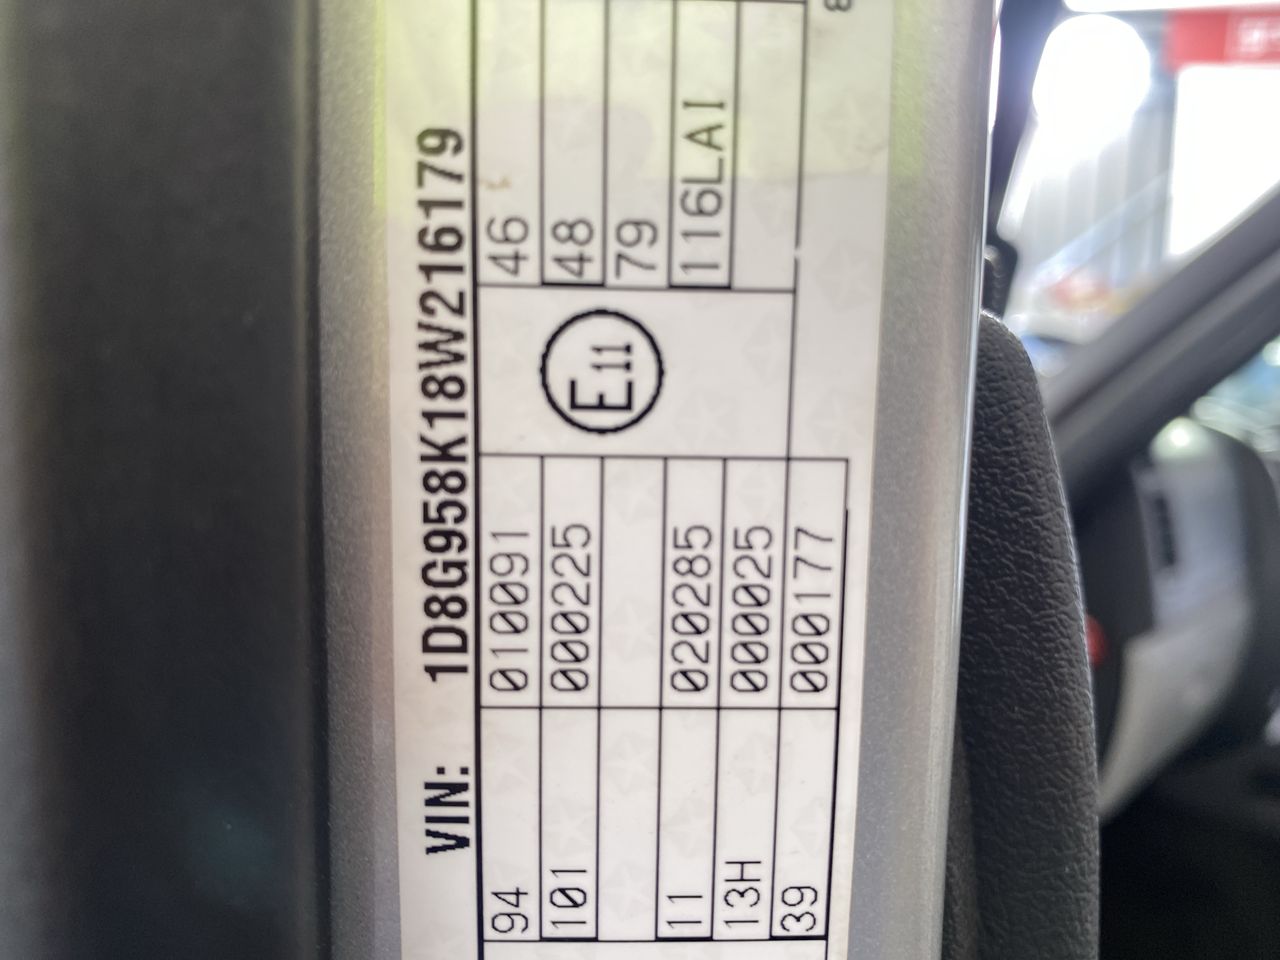 VIN: 1D8G958K18W216179
94 010091 46
101 000225 E11 48
79
11 020285 116LAI
13H 000025
39 000177